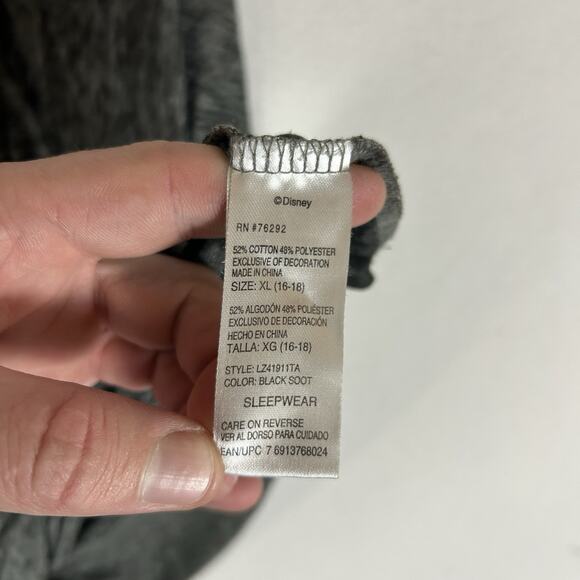 ©Disney
RN #76292
52% COTTON 48% POLYESTER
EXCLUSIVE OF DECORATION
MADE IN CHINA
SIZE: XL (16-18)
52% ALGODÓN 48% POLIÉSTER
EXCLUSIVO DE DECORACIÓN
HECHO EN CHINA
TALLA: XG (16-18)
STYLE: LZ41911TA
COLOR: BLACK SOOT
SLEEPWEAR
CARE ON REVERSE
VER AL DORSO PARA CUIDADO
EAN/UPC 7 6913768024